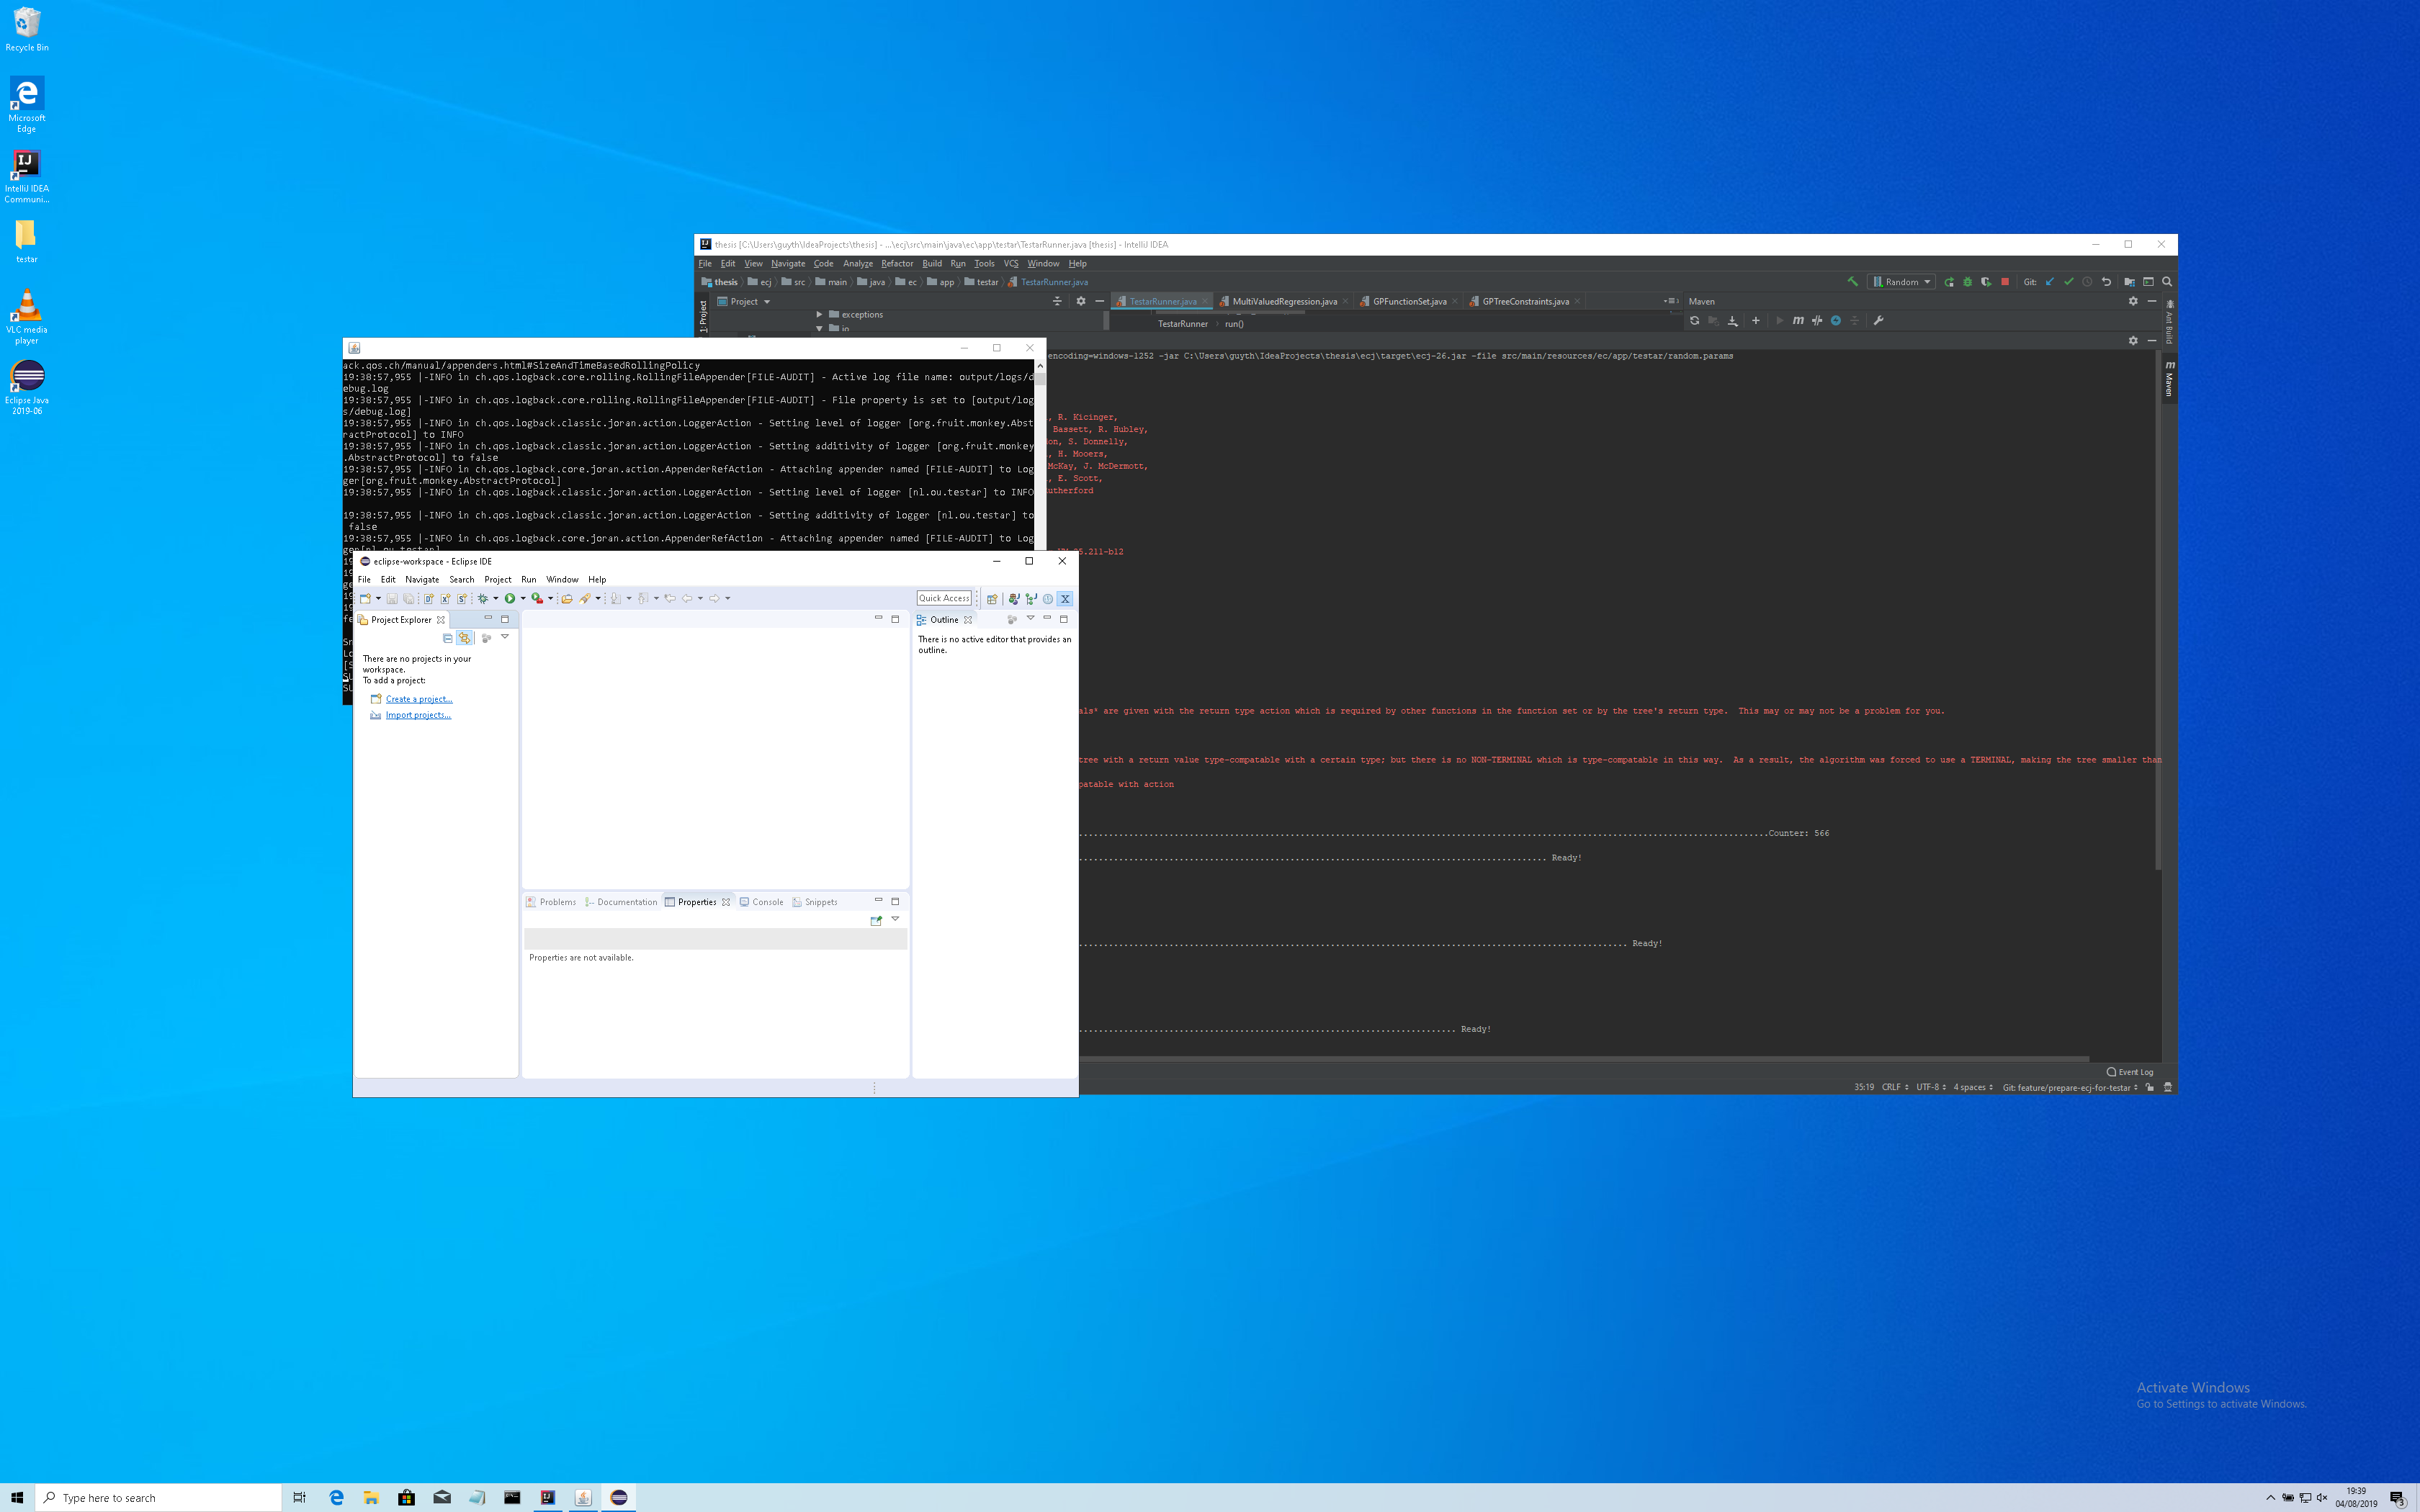 Recycle Bin
Microsoft
Edge
IntelliJ IDEA
Communi...
testar
VLC media
player
Eclipse Java
2019-06
thesis [C:\Users\guyth\IdeaProjects\thesis] - ...\ecj\src\main\java\ec\app\testar\TestarRunner.java [thesis] - IntelliJ IDEA
File Edit View Navigate Code Analyze Refactor Build Run Tools VCS Window Help
thesis ecj src main java ec app testar TestarRunner.java Random Git:
1: Project Project TestarRunner.java MultiValuedRegression.java GPFunctionSet.java GPTreeConstraints.java Maven
exceptions
io
TestarRunner run()
Ant Build
Maven
encoding=windows-1252 -jar C:\Users\guyth\IdeaProjects\thesis\ecj\target\ecj-26.jar -file src/main/resources/ec/app/testar/random.params
, R. Kicinger,
Bassett, R. Hubley,
on, S. Donnelly,
, H. Mooers,
McKay, J. McDermott,
, E. Scott,
utherford
5.211-b12
als* are given with the return type action which is required by other functions in the function set or by the tree's return type.  This may or may not be a problem for you.
tree with a return value type-compatable with a certain type; but there is no NON-TERMINAL which is type-compatable in this way.  As a result, the algorithm was forced to use a TERMINAL, making the tree smaller than
patable with action
Counter: 566
Ready!
Ready!
Ready!
Event Log
35:19 CRLF UTF-8 4 spaces Git: feature/prepare-ecj-for-testar
ack.qos.ch/manual/appenders.html#SizeAndTimeBasedRollingPolicy
19:38:57,955 |-INFO in ch.qos.logback.core.rolling.RollingFileAppender[FILE-AUDIT] - Active log file name: output/logs/d
ebug.log
19:38:57,955 |-INFO in ch.qos.logback.core.rolling.RollingFileAppender[FILE-AUDIT] - File property is set to [output/log
s/debug.log]
19:38:57,955 |-INFO in ch.qos.logback.classic.joran.action.LoggerAction - Setting level of logger [org.fruit.monkey.Abst
ractProtocol] to INFO
19:38:57,955 |-INFO in ch.qos.logback.classic.joran.action.LoggerAction - Setting additivity of logger [org.fruit.monkey
.AbstractProtocol] to false
19:38:57,955 |-INFO in ch.qos.logback.core.joran.action.AppenderRefAction - Attaching appender named [FILE-AUDIT] to Log
ger[org.fruit.monkey.AbstractProtocol]
19:38:57,955 |-INFO in ch.qos.logback.classic.joran.action.LoggerAction - Setting level of logger [nl.ou.testar] to INFO
19:38:57,955 |-INFO in ch.qos.logback.classic.joran.action.LoggerAction - Setting additivity of logger [nl.ou.testar] to
false
19:38:57,955 |-INFO in ch.qos.logback.core.joran.action.AppenderRefAction - Attaching appender named [FILE-AUDIT] to Log
ger[nl.ou.testar]
eclipse-workspace - Eclipse IDE
File Edit Navigate Search Project Run Window Help
Quick Access
Project Explorer
There are no projects in your
workspace.
To add a project:
Create a project...
Import projects...
Outline
There is no active editor that provides an
outline.
Problems Documentation Properties Console Snippets
Properties are not available.
Activate Windows
Go to Settings to activate Windows.
Type here to search
19:39
04/08/2019
3